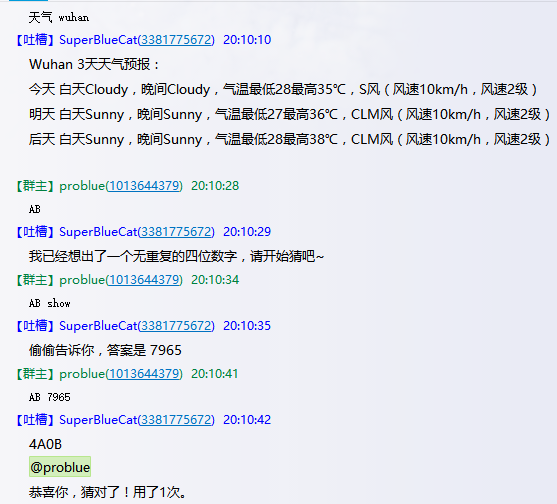 天气 wuhan
【吐槽】SuperBlueCat(3381775672) 20:10:10
Wuhan 3天天气预报：
今天 白天Cloudy，晚间Cloudy，气温最低28最高35℃，S风（风速10km/h，风速2级）
明天 白天Sunny，晚间Sunny，气温最低27最高36℃，CLM风（风速10km/h，风速2级）
后天 白天Sunny，晚间Sunny，气温最低28最高38℃，CLM风（风速10km/h，风速2级）
【群主】problue(1013644379) 20:10:28
AB
【吐槽】SuperBlueCat(3381775672) 20:10:29
我已经想出了一个无重复的四位数字，请开始猜吧~
【群主】problue(1013644379) 20:10:34
AB show
【吐槽】SuperBlueCat(3381775672) 20:10:35
偷偷告诉你，答案是 7965
【群主】problue(1013644379) 20:10:41
AB 7965
【吐槽】SuperBlueCat(3381775672) 20:10:42
4A0B
@problue
恭喜你，猜对了！用了1次。